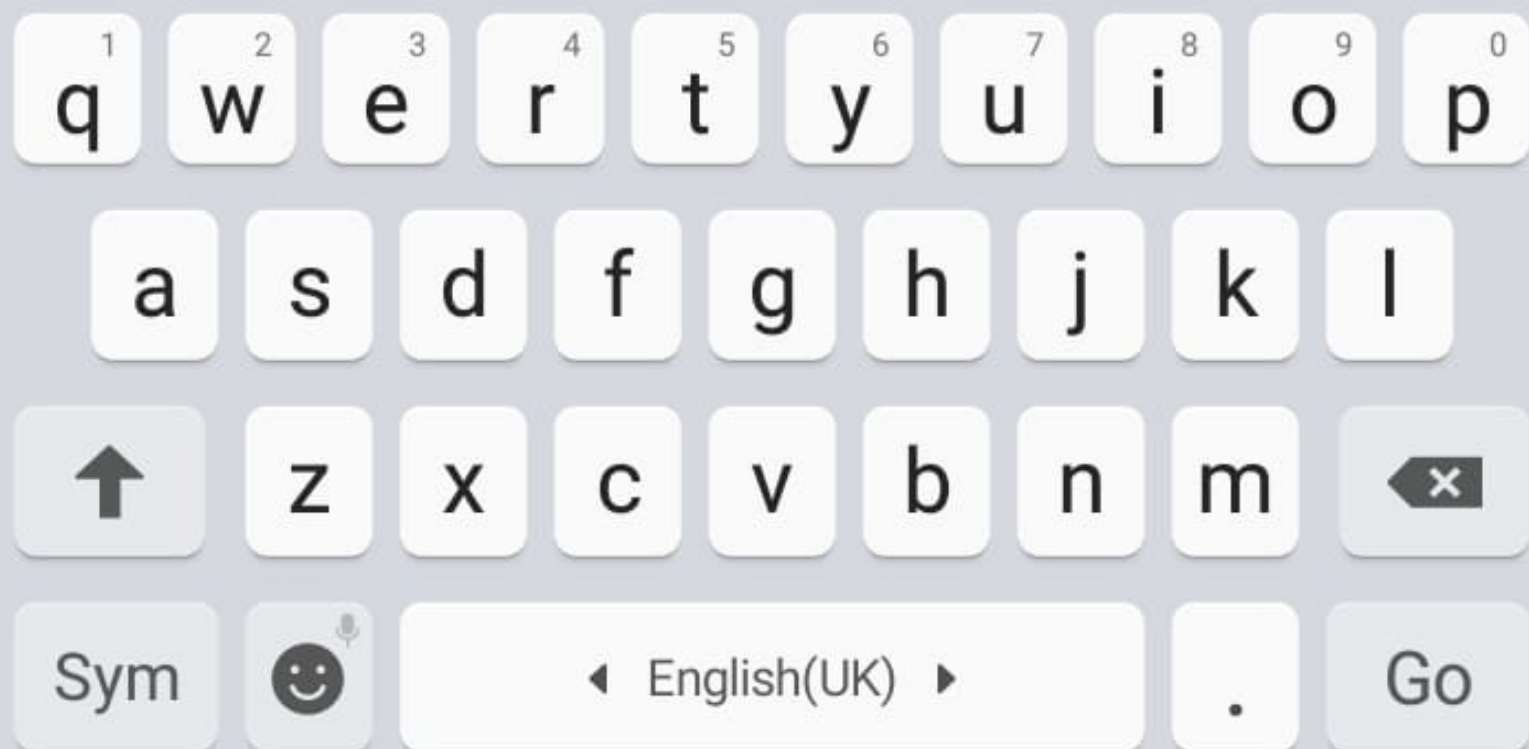 1 2 3 4 5 6 7 8 9 0
q w e r t y u i o p
a s d f g h j k l
z x c v b n m
Sym English(UK) . Go